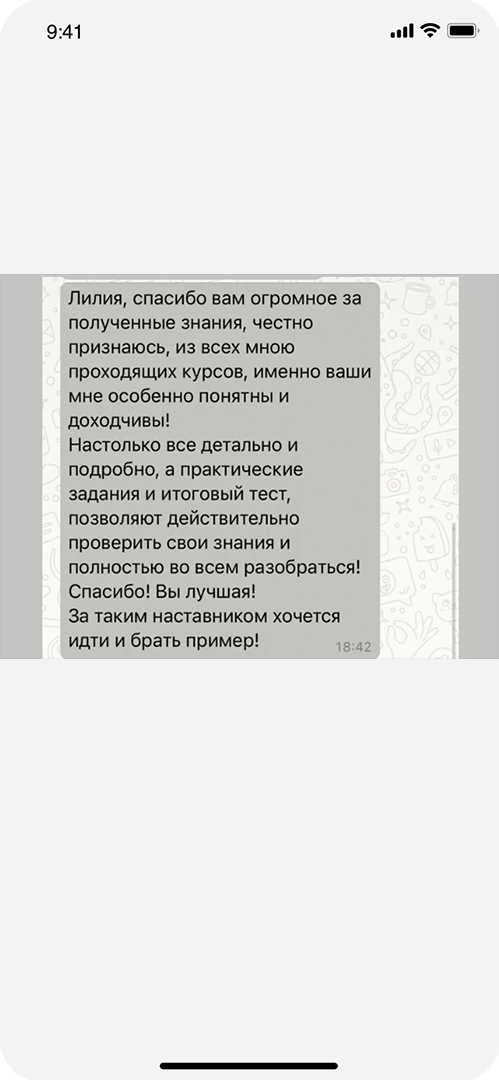 9:41
Лилия, спасибо вам огромное за
полученные знания, честно
признаюсь, из всех мною
проходящих курсов, именно ваши
мне особенно понятны и
доходчивы!
Настолько все детально и
подробно, а практические
задания и итоговый тест,
позволяют действительно
проверить свои знания и
полностью во всем разобраться!
Спасибо! Вы лучшая!
За таким наставником хочется
идти и брать пример!
18:42